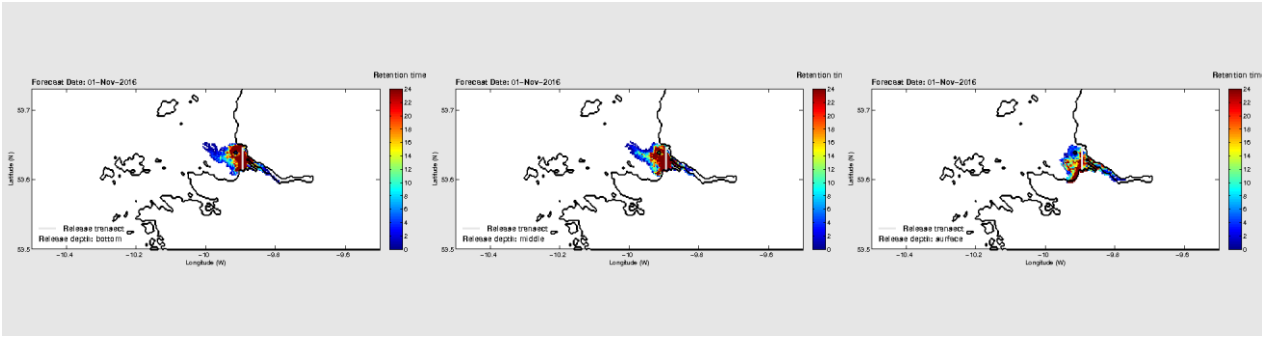 Forecast Date: 01-Nov-2016
Retention time
Latitude (N)
53.7
53.6
53.5
24
22
20
18
16
14
12
10
8
6
4
2
0
Release transect
Release depth: bottom
-10.4 -10.2 -10 -9.8 -9.6
Longitude (W)
Forecast Date: 01-Nov-2016
Retention tin
Latitude (N)
53.7
53.6
53.5
24
22
20
18
16
14
12
10
8
6
4
2
0
Release transect
Release depth: middle
-10.4 -10.2 -10 -9.8 -9.6
Longitude (W)
Forecast Date: 01-Nov-2016
Retention time
Latitude (N)
53.7
53.6
53.5
24
22
20
18
16
14
12
10
8
6
4
2
0
Release transect
Release depth: surface
-10.4 -10.2 -10 -9.8 -9.6
Longitude (W)